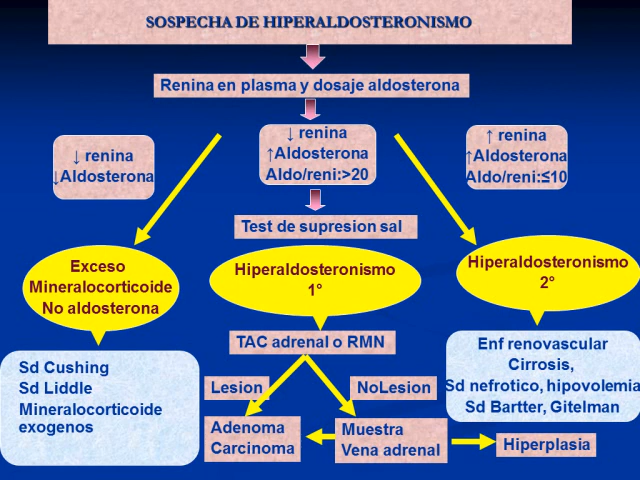 SOSPECHA DE HIPERALDOSTERONISMO
Renina en plasma y dosaje aldosterona
↓ renina
↓Aldosterona
↓ renina
↑Aldosterona
Aldo/reni:>20
↑ renina
↑Aldosterona
Aldo/reni:≤10
Test de supresion sal
Exceso
Mineralocorticoide
No aldosterona
Hiperaldosteronismo
1°
Hiperaldosteronismo
2°
TAC adrenal o RMN
Sd Cushing
Sd Liddle
Mineralocorticoide
exogenos
Enf renovascular
Cirrosis,
Sd nefrotico, hipovolemia
Sd Bartter, Gitelman
Lesion
NoLesion
Adenoma
Carcinoma
Muestra
Vena adrenal
Hiperplasia